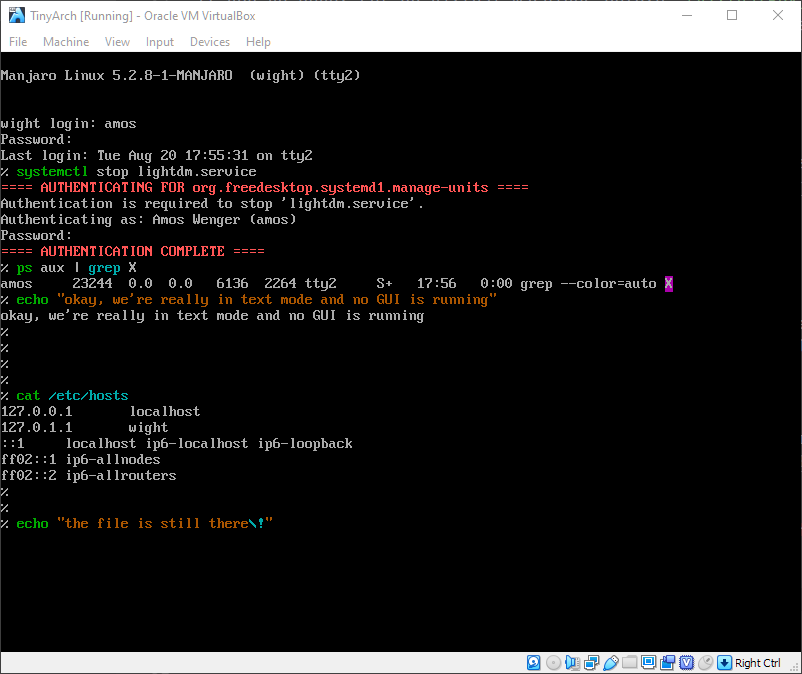 TinyArch [Running] - Oracle VM VirtualBox
File Machine View Input Devices Help
Manjaro Linux 5.2.8-1-MANJARO  (wight) (tty2)
wight login: amos
Password:
Last login: Tue Aug 20 17:55:31 on tty2
% systemctl stop lightdm.service
==== AUTHENTICATING FOR org.freedesktop.systemd1.manage-units ====
Authentication is required to stop 'lightdm.service'.
Authenticating as: Amos Wenger (amos)
Password:
==== AUTHENTICATION COMPLETE ====
% ps aux | grep X
amos     23244  0.0  0.0   6136  2264 tty2     S+   17:56   0:00 grep --color=auto X
% echo "okay, we're really in text mode and no GUI is running"
okay, we're really in text mode and no GUI is running
%
%
%
%
% cat /etc/hosts
127.0.0.1       localhost
127.0.1.1       wight
::1     localhost ip6-localhost ip6-loopback
ff02::1 ip6-allnodes
ff02::2 ip6-allrouters
%
%
% echo "the file is still there\!"
Right Ctrl